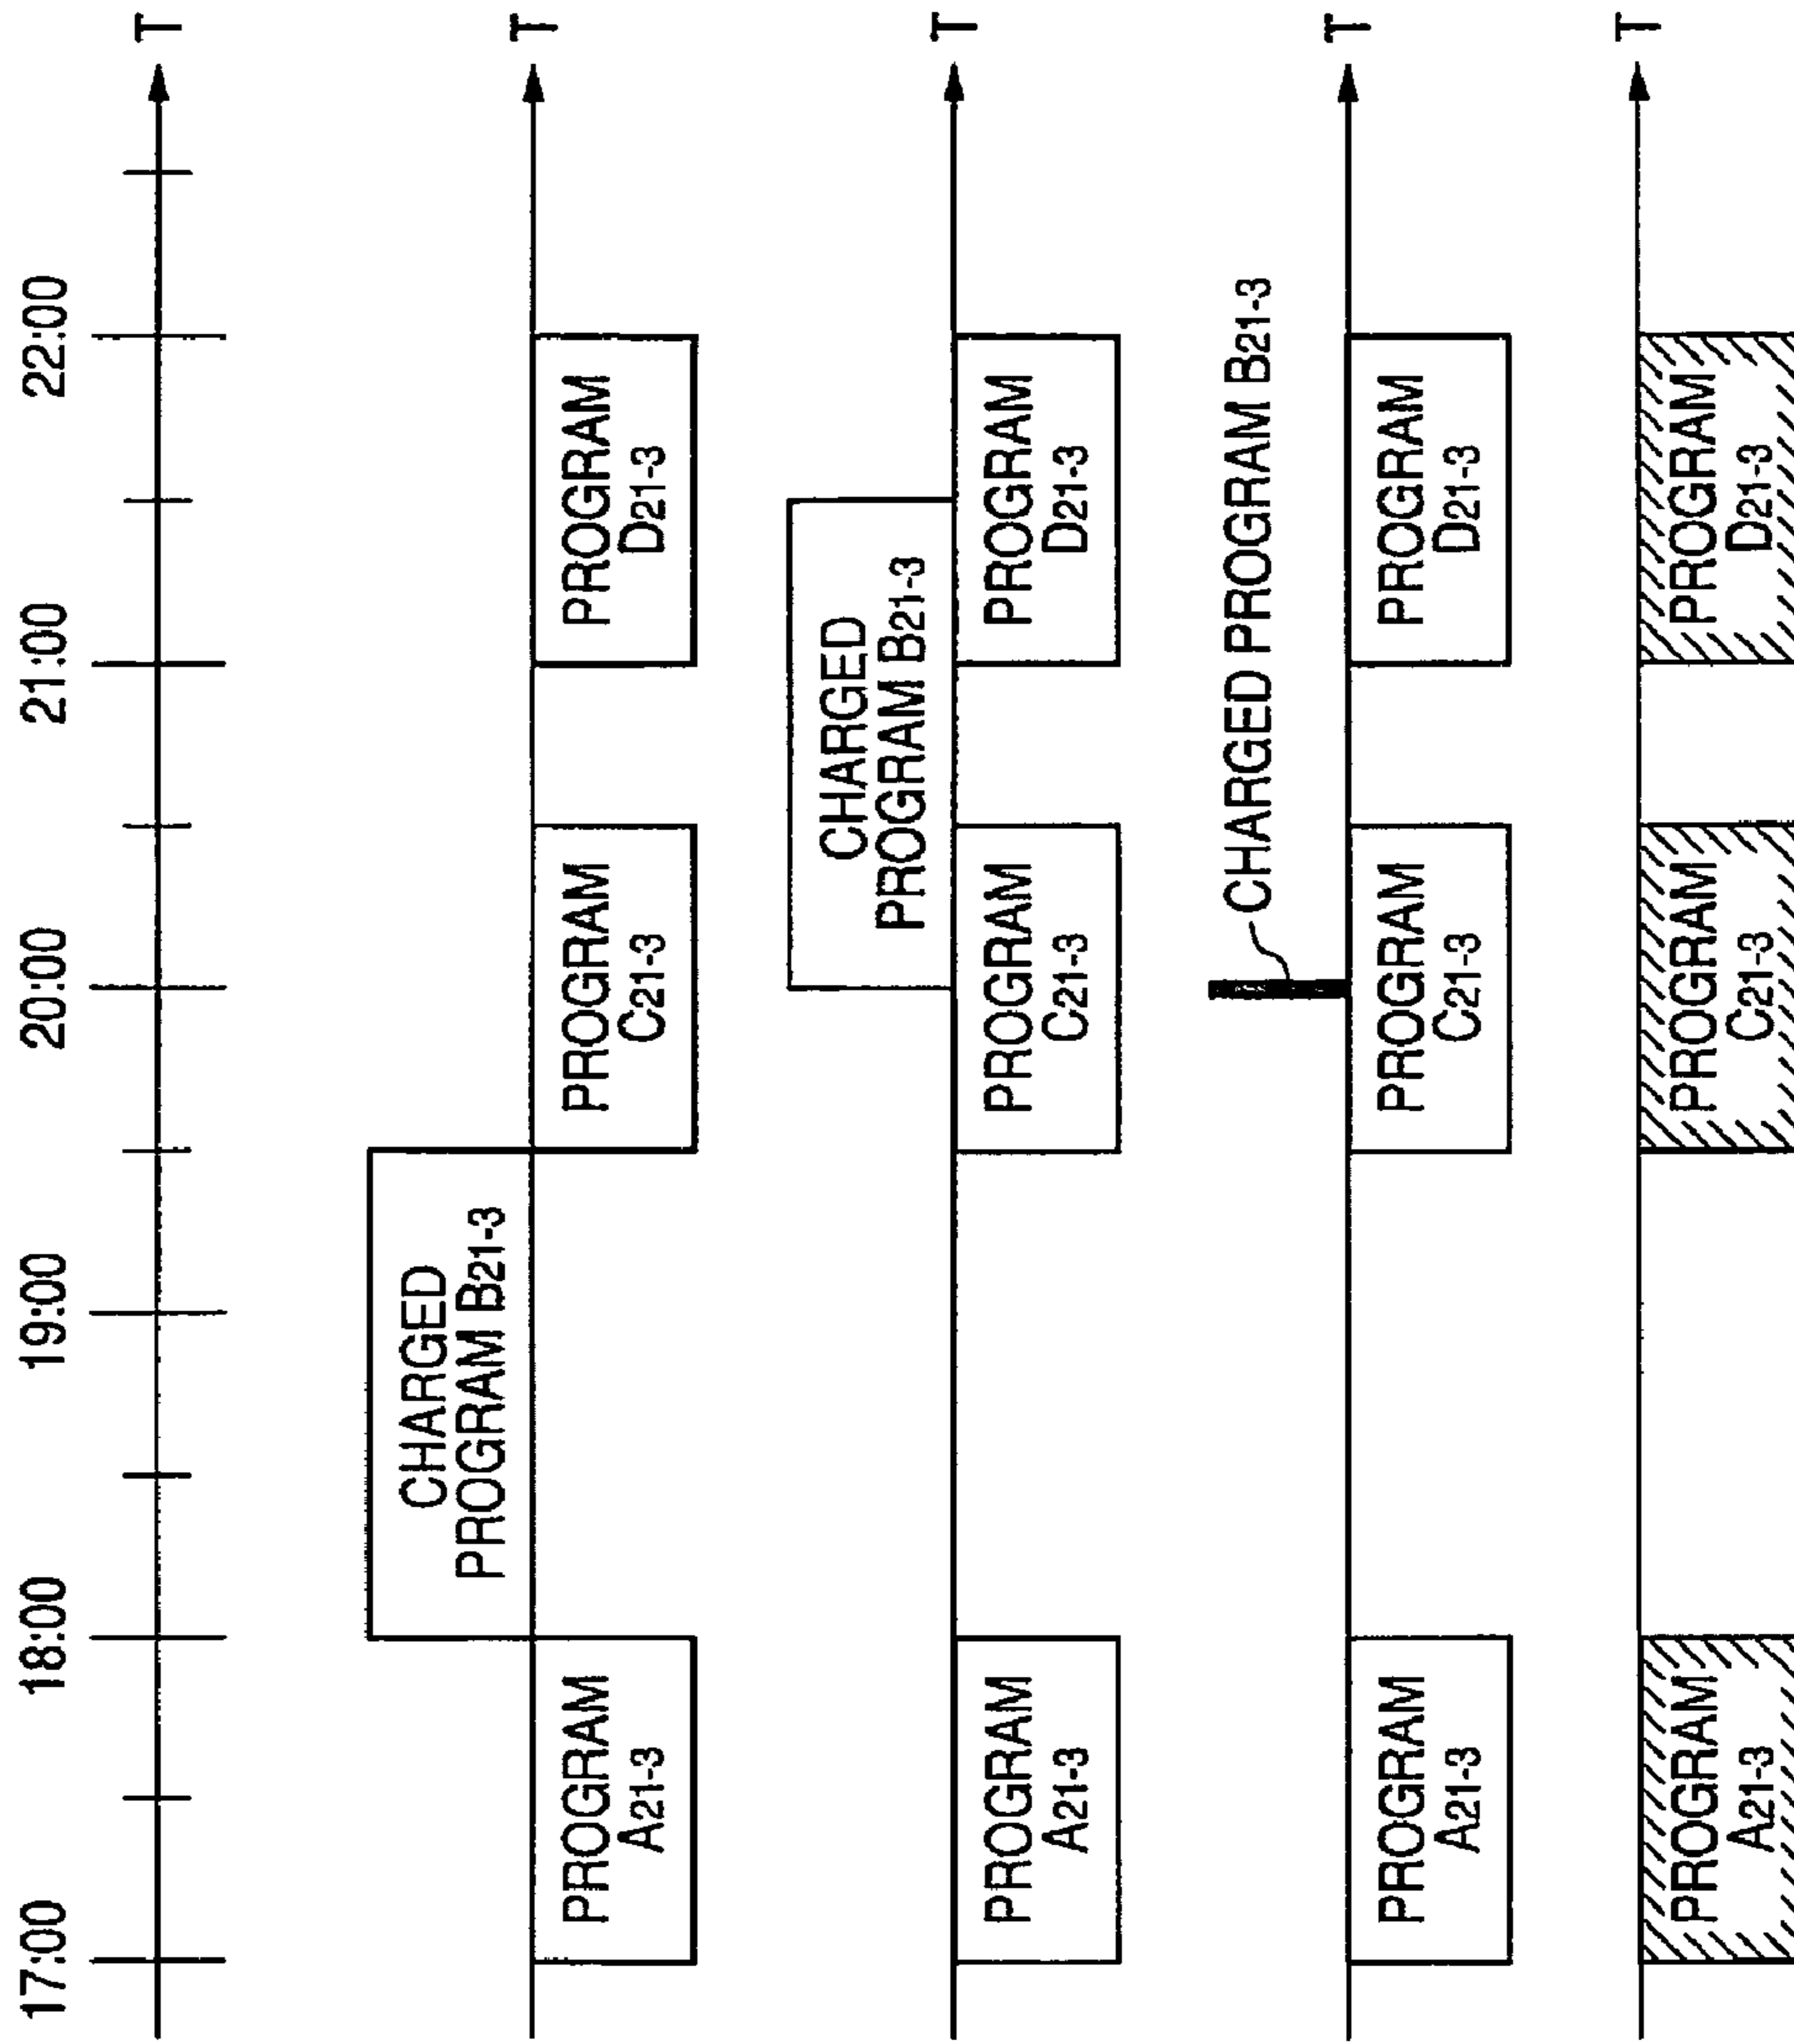 17:00 18:00 19:00 20:00 21:00 22:00
T
CHARGED
PROGRAM B21-3
T
PROGRAM
A21-3
PROGRAM
C21-3
PROGRAM
D21-3
CHARGED
PROGRAM B21-3
T
PROGRAM
A21-3
PROGRAM
C21-3
PROGRAM
D21-3
CHARGED PROGRAM B21-3
T
PROGRAM
A21-3
PROGRAM
C21-3
PROGRAM
D21-3
T
PROGRAM
A21-3
PROGRAM
C21-3
PROGRAM
D21-3